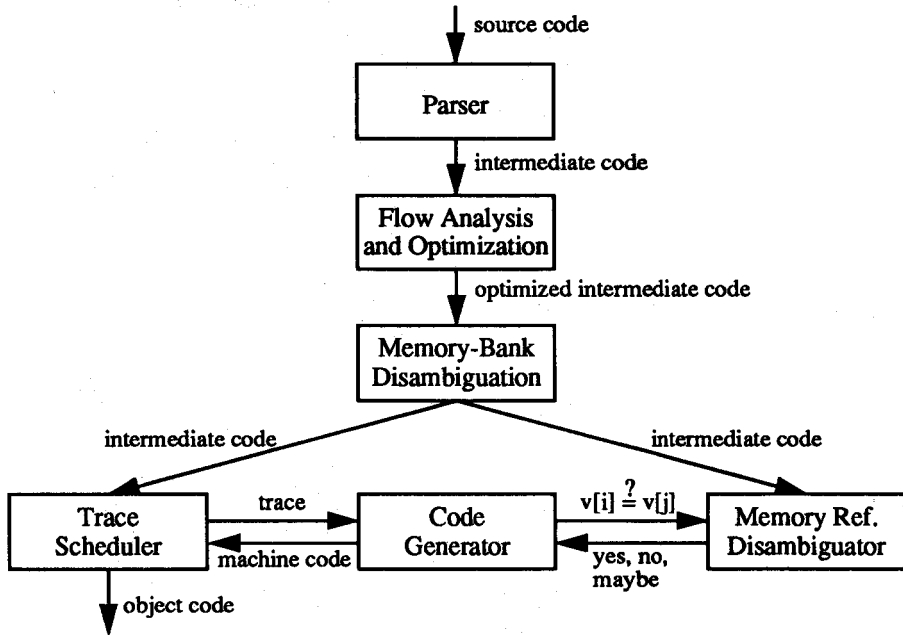 source code
Parser
intermediate code
Flow Analysis
and Optimization
optimized intermediate code
Memory-Bank
Disambiguation
intermediate code
intermediate code
Trace
Scheduler
trace
machine code
Code
Generator
v[i] ≟ v[j]
yes, no,
maybe
Memory Ref.
Disambiguator
object code